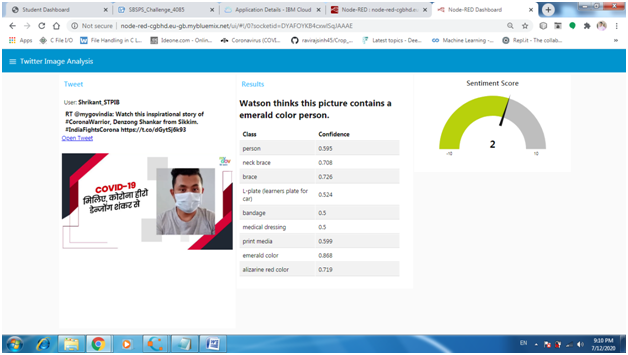 Student Dashboard
SBSPS_Challenge_4085
Application Details - IBM Cloud
Node-RED : node-red-cgbhd.eu-g
Node-RED Dashboard
Not secure | node-red-cgbhd.eu-gb.mybluemix.net/ui/#!/0?socketid=DYAFOYKB4cswISqJAAAE
Apps
C File I/O
File Handling in C L...
Ideone.com - Onlin...
Coronavirus (COVI...
ravirajsinh45/Crop_...
Latest topics - Dee...
Machine Learning -...
Repl.it - The collab...
Twitter Image Analysis
Tweet
User: Shrikant_STPIB
RT @mygovindia: Watch this inspirational story of
#CoronaWarrior, Denzong Shankar from Sikkim.
#IndiaFightsCorona https://t.co/dGytSj6k93
Open Tweet
COVID-19
मिलिए, कोरोना हीरो
डेन्जोंग शंकर से
Results
Watson thinks this picture contains a
emerald color person.
Class Confidence
person 0.595
neck brace 0.708
brace 0.726
L-plate (learners plate for
car) 0.524
bandage 0.5
medical dressing 0.5
print media 0.599
emerald color 0.868
alizarine red color 0.719
Sentiment Score
2
-10 10
EN
9:10 PM
7/12/2020